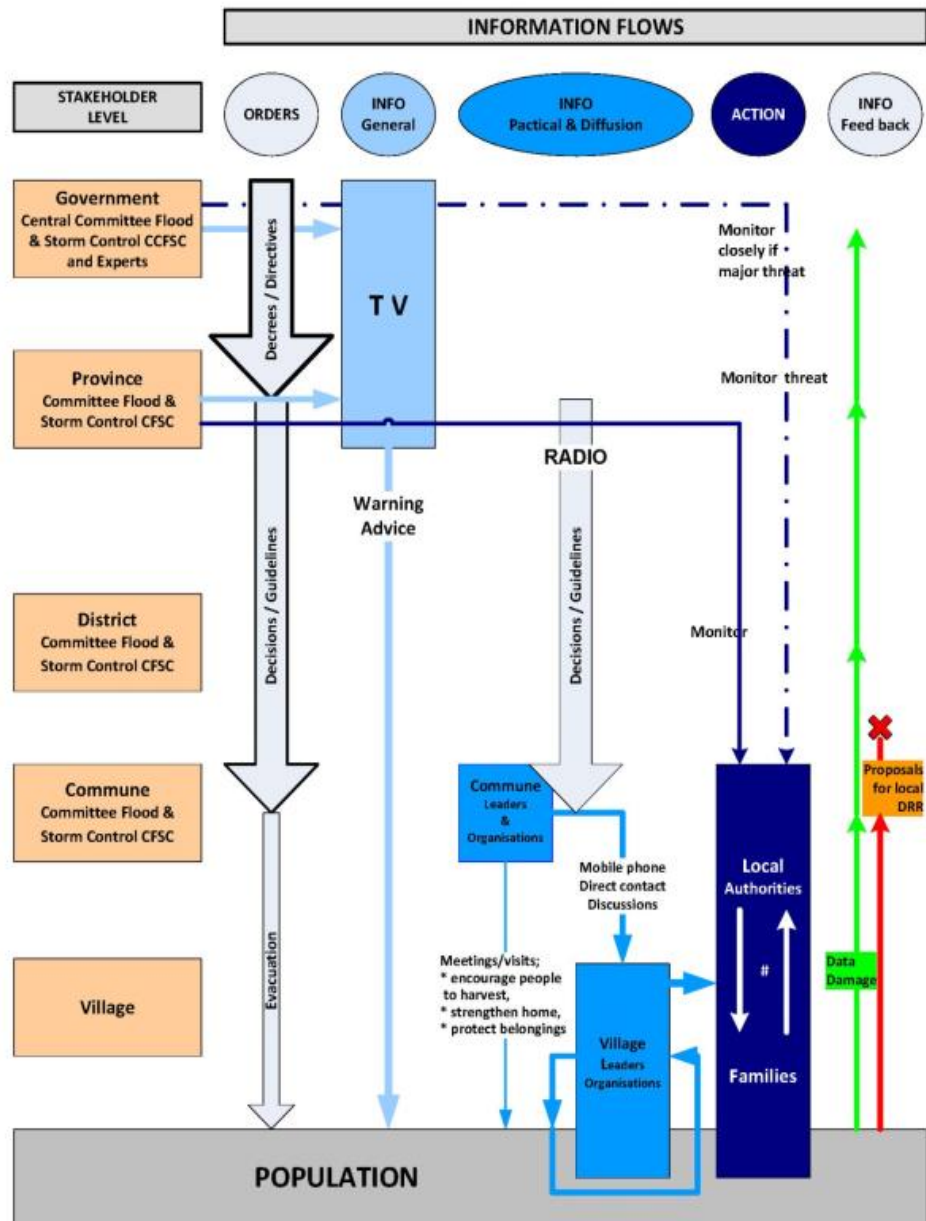 INFORMATION FLOWS
STAKEHOLDER
LEVEL
ORDERS
INFO
General
INFO
Pactical & Diffusion
ACTION
INFO
Feed back
Government
Central Committee Flood
& Storm Control CCFSC
and Experts
Decrees / Directives
T V
Monitor
closely if
major threat
Province
Committee Flood &
Storm Control CFSC
Monitor threat
RADIO
Warning
Advice
Decisions / Guidelines
Decisions / Guidelines
District
Committee Flood &
Storm Control CFSC
Monitor
Commune
Committee Flood &
Storm Control CFSC
Commune
Leaders
&
Organisations
Proposals
for local
DRR
Mobile phone
Direct contact
Discussions
Local
Authorities
#
Families
Village
Evacuation
Meetings/visits;
* encourage people
to harvest,
* strengthen home,
* protect belongings
Village
Leaders
Organisations
Data
Damage
POPULATION